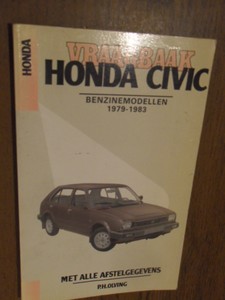 HONDA
VRAAGBAAK
HONDA CIVIC
BENZINEMODELLEN
1979-1983
MET ALLE AFSTELGEGEVENS
P.H. OLVING